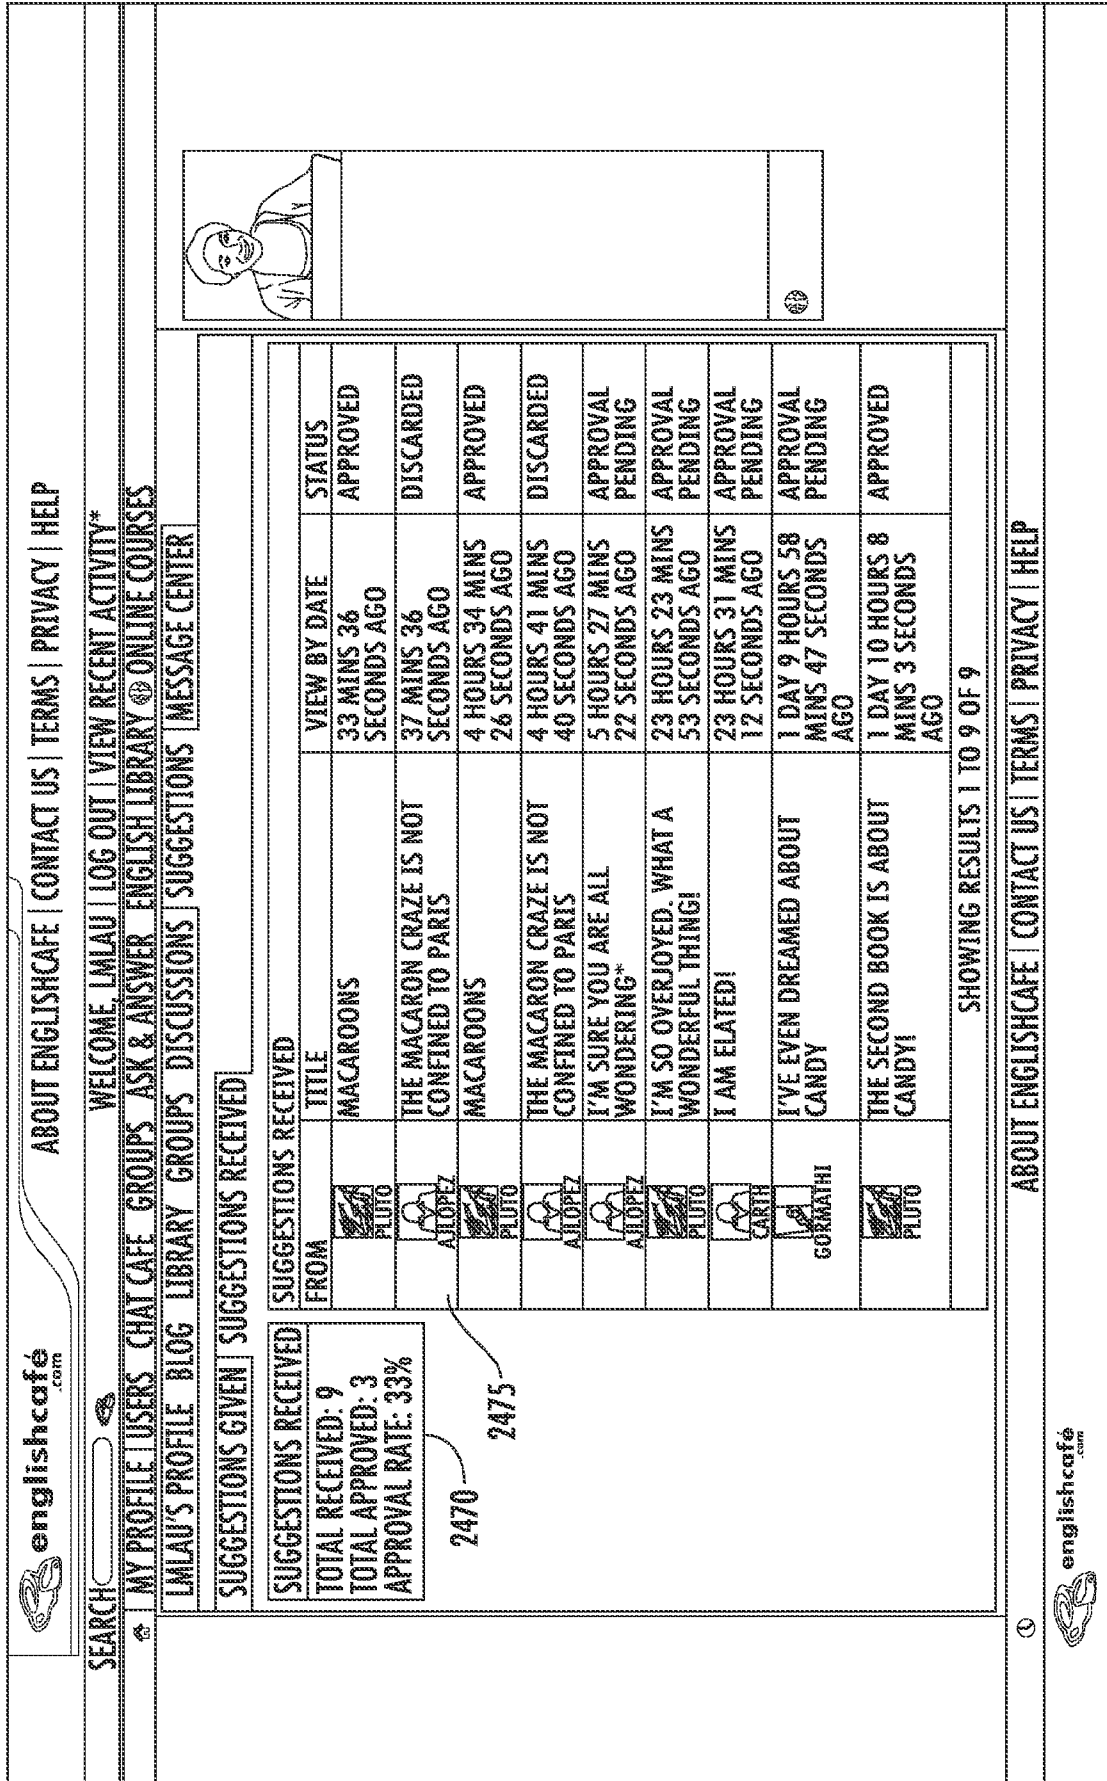 englishcafé
.com
ABOUT ENGLISHCAFE | CONTACT US | TERMS | PRIVACY | HELP
SEARCH
WELCOME, LMLAU | LOG OUT | VIEW RECENT ACTIVITY*
MY PROFILE | USERS CHAT CAFE GROUPS ASK & ANSWER ENGLISH LIBRARY ONLINE COURSES
LMLAU'S PROFILE BLOG LIBRARY GROUPS DISCUSSIONS | SUGGESTIONS | MESSAGE CENTER
SUGGESTIONS GIVEN | SUGGESTIONS RECEIVED
SUGGESTIONS RECEIVED
TOTAL RECEIVED: 9
TOTAL APPROVED: 3
APPROVAL RATE: 33%
2470
2475
SUGGESTIONS RECEIVED
FROM TITLE VIEW BY DATE STATUS
PLUTO MACAROONS 33 MINS 36 APPROVED
SECONDS AGO
AJLOPEZ THE MACARON CRAZE IS NOT 37 MINS 36 DISCARDED
CONFINED TO PARIS SECONDS AGO
PLUTO MACAROONS 4 HOURS 34 MINS APPROVED
26 SECONDS AGO
AJLOPEZ THE MACARON CRAZE IS NOT 4 HOURS 41 MINS DISCARDED
CONFINED TO PARIS 40 SECONDS AGO
AJLOPEZ I'M SURE YOU ARE ALL 5 HOURS 27 MINS APPROVAL
WONDERING* 22 SECONDS AGO PENDING
PLUTO I'M SO OVERJOYED. WHAT A 23 HOURS 23 MINS APPROVAL
WONDERFUL THING! 53 SECONDS AGO PENDING
CARTH I AM ELATED! 23 HOURS 31 MINS APPROVAL
12 SECONDS AGO PENDING
GORMATHI I'VE EVEN DREAMED ABOUT 1 DAY 9 HOURS 58 APPROVAL
CANDY MINS 47 SECONDS PENDING
AGO
PLUTO THE SECOND BOOK IS ABOUT 1 DAY 10 HOURS 8 APPROVED
CANDY! MINS 3 SECONDS
AGO
SHOWING RESULTS 1 TO 9 OF 9
ABOUT ENGLISHCAFE | CONTACT US | TERMS | PRIVACY | HELP
englishcafé
.com